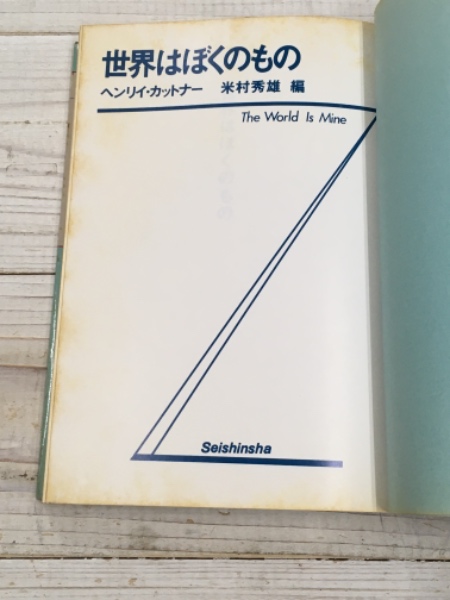 世界はぼくのもの
ヘンリイ・カットナー 米村秀雄 編
The World Is Mine
Seishinsha